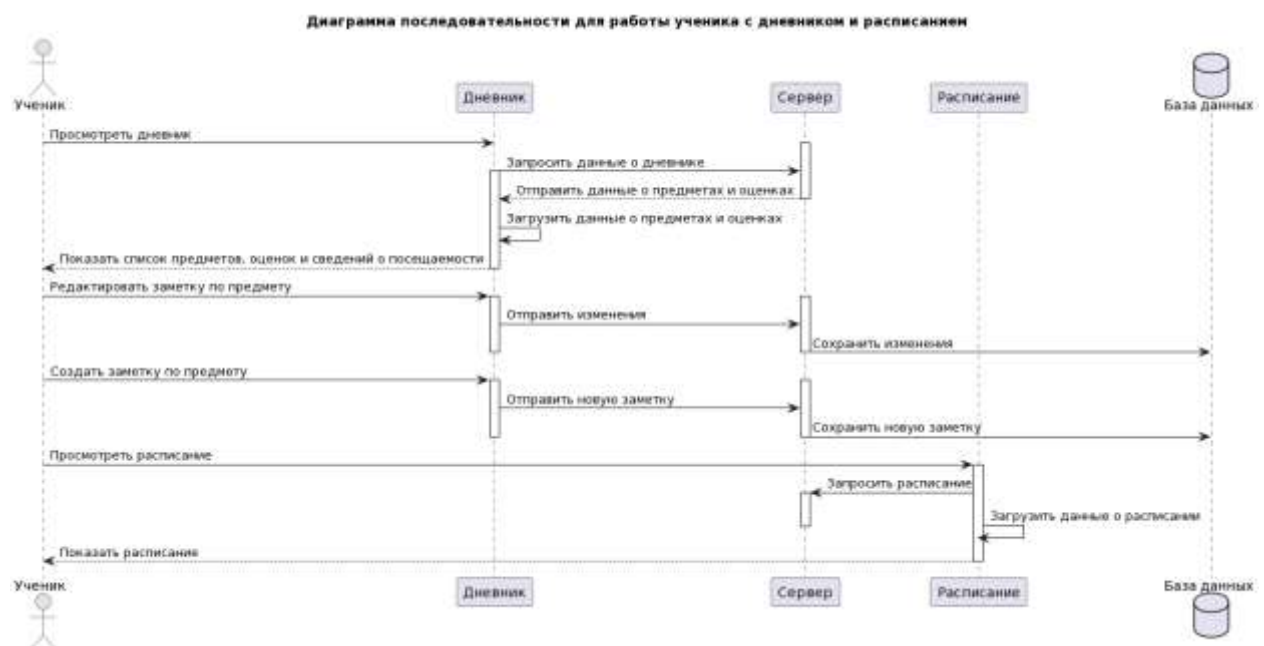 Диаграмма последовательности для работы ученика с дневником и расписанием
Ученик
Дневник
Сервер
Расписание
База данных
Просмотреть дневник
Запросить данные о дневнике
Отправить данные о предметах и оценках
Загрузить данные о предметах и оценках
Показать список предметов, оценок и сведений о посещаемости
Редактировать заметку по предмету
Отправить изменения
Сохранить изменения
Создать заметку по предмету
Отправить новую заметку
Сохранить новую заметку
Просмотреть расписание
Запросить расписание
Загрузить данные о расписании
Показать расписание
Ученик
Дневник
Сервер
Расписание
База данных